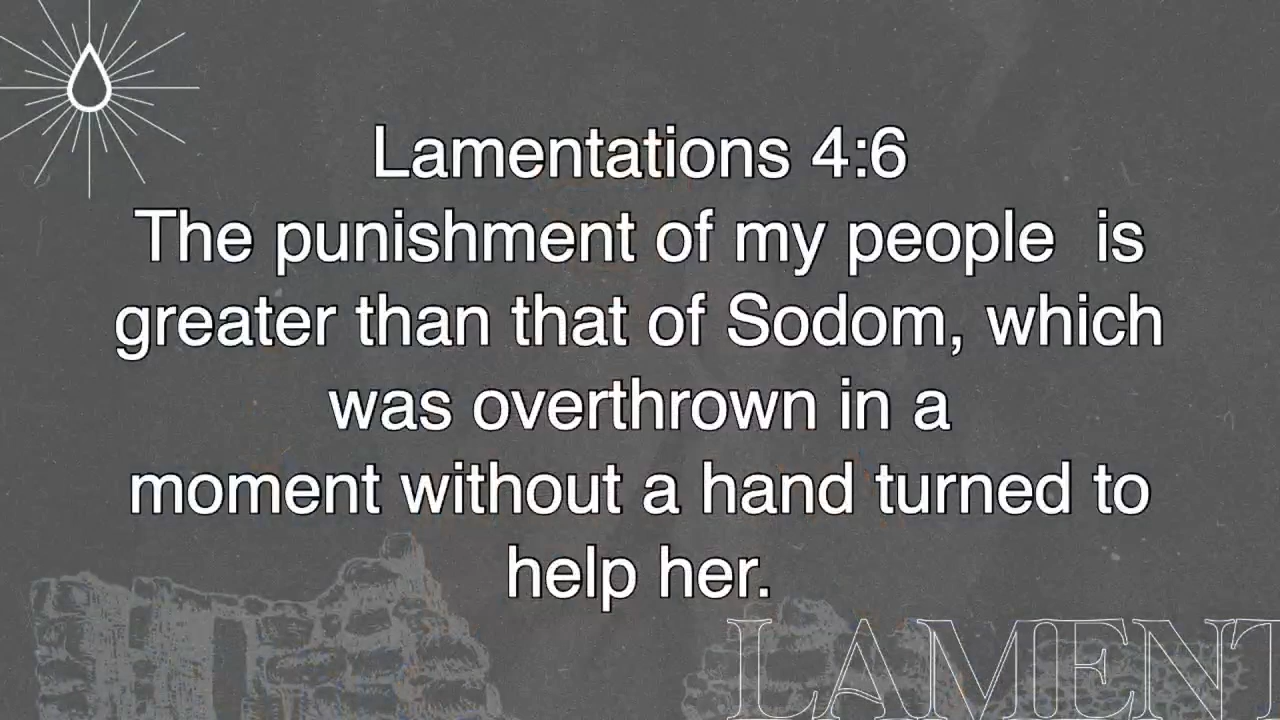 Lamentations 4:6
The punishment of my people  is
greater than that of Sodom, which
was overthrown in a
moment without a hand turned to
help her.
LAMENT